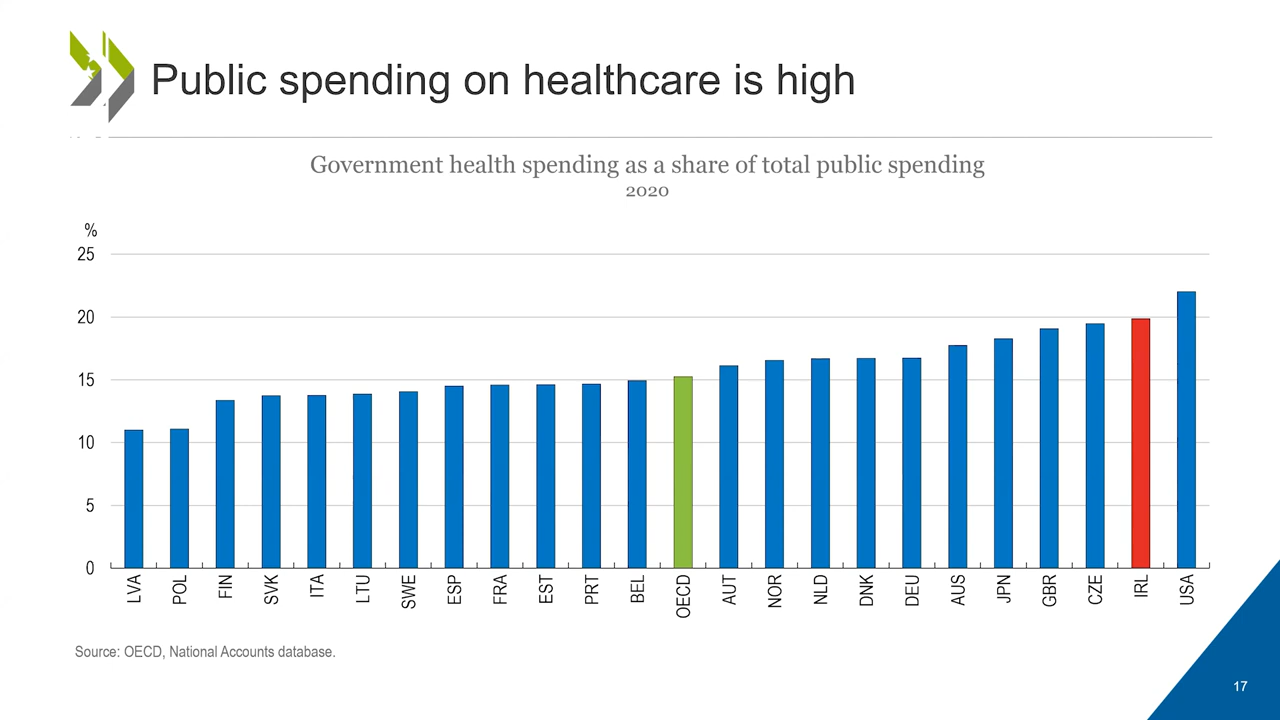 Public spending on healthcare is high
Government health spending as a share of total public spending
2020
%
25
20
15
10
5
0
LVA POL FIN SVK ITA LTU SWE ESP FRA EST PRT BEL OECD AUT NOR NLD DNK DEU AUS JPN GBR CZE IRL USA
Source: OECD, National Accounts database.
17